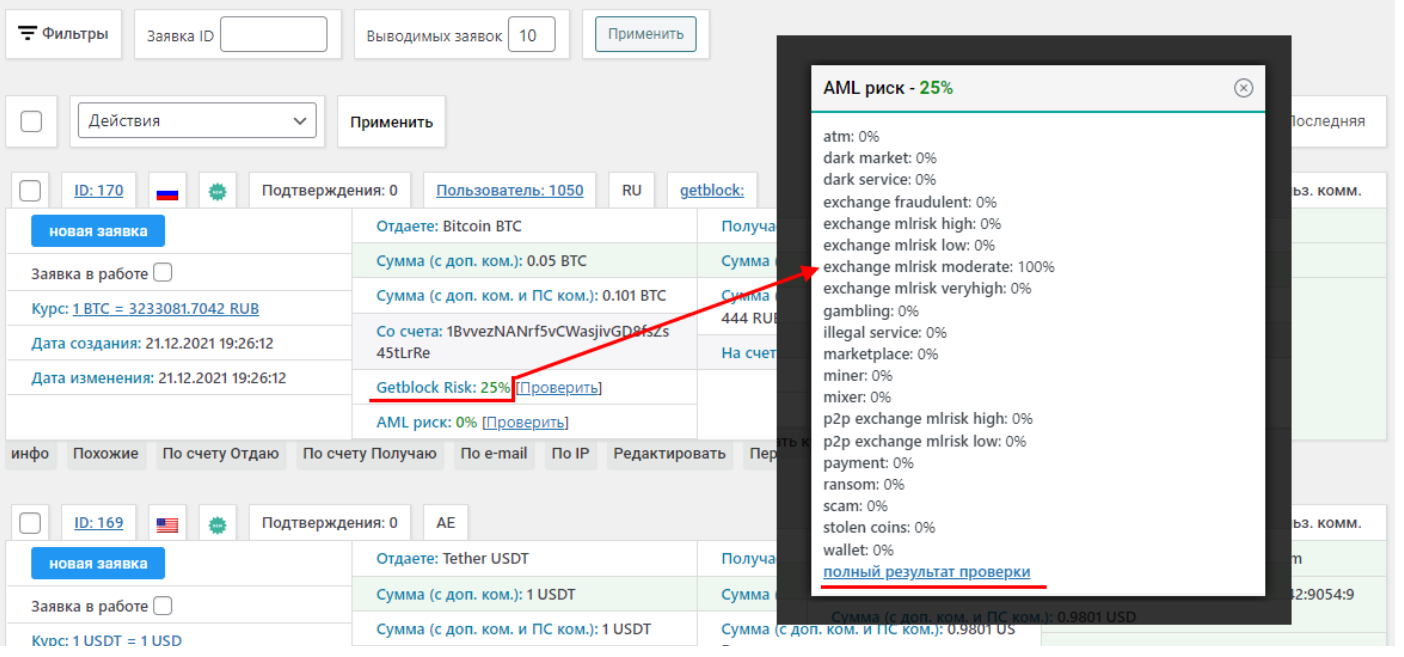 Фильтры
Заявка ID
Выводимых заявок 10
Применить
Действия
Применить
Последняя
ID: 170
Подтверждения: 0
Пользователь: 1050
RU
getblock:
ьз. комм.
новая заявка
Заявка в работе
Курс: 1 BTC = 3233081.7042 RUB
Дата создания: 21.12.2021 19:26:12
Дата изменения: 21.12.2021 19:26:12
Отдаете: Bitcoin BTC
Сумма (с доп. ком.): 0.05 BTC
Сумма (с доп. ком. и ПС ком.): 0.101 BTC
Со счета: 1BvvezNANrf5vCWasjivGD8fsZs
45tLrRe
Getblock Risk: 25% [Проверить]
AML риск: 0% [Проверить]
Получа
Сумма
Сумма
444 RUB
На счет
инфо
Похожие
По счету Отдаю
По счету Получаю
По e-mail
По IP
Редактировать
Пер
ID: 169
Подтверждения: 0
AE
ьз. комм.
новая заявка
Заявка в работе
Курс: 1 USDT = 1 USD
Отдаете: Tether USDT
Сумма (с доп. ком.): 1 USDT
Сумма (с доп. ком. и ПС ком.): 1 USDT
Получа
Сумма
Сумма (с доп. ком. и ПС ком.): 0.9801 US
Сумма (с доп. ком. и ПС ком.): 0.9801 USD
m
42:9054:9
AML риск - 25%
atm: 0%
dark market: 0%
dark service: 0%
exchange fraudulent: 0%
exchange mlrisk high: 0%
exchange mlrisk low: 0%
exchange mlrisk moderate: 100%
exchange mlrisk veryhigh: 0%
gambling: 0%
illegal service: 0%
marketplace: 0%
miner: 0%
mixer: 0%
p2p exchange mlrisk high: 0%
p2p exchange mlrisk low: 0%
payment: 0%
ransom: 0%
scam: 0%
stolen coins: 0%
wallet: 0%
полный результат проверки